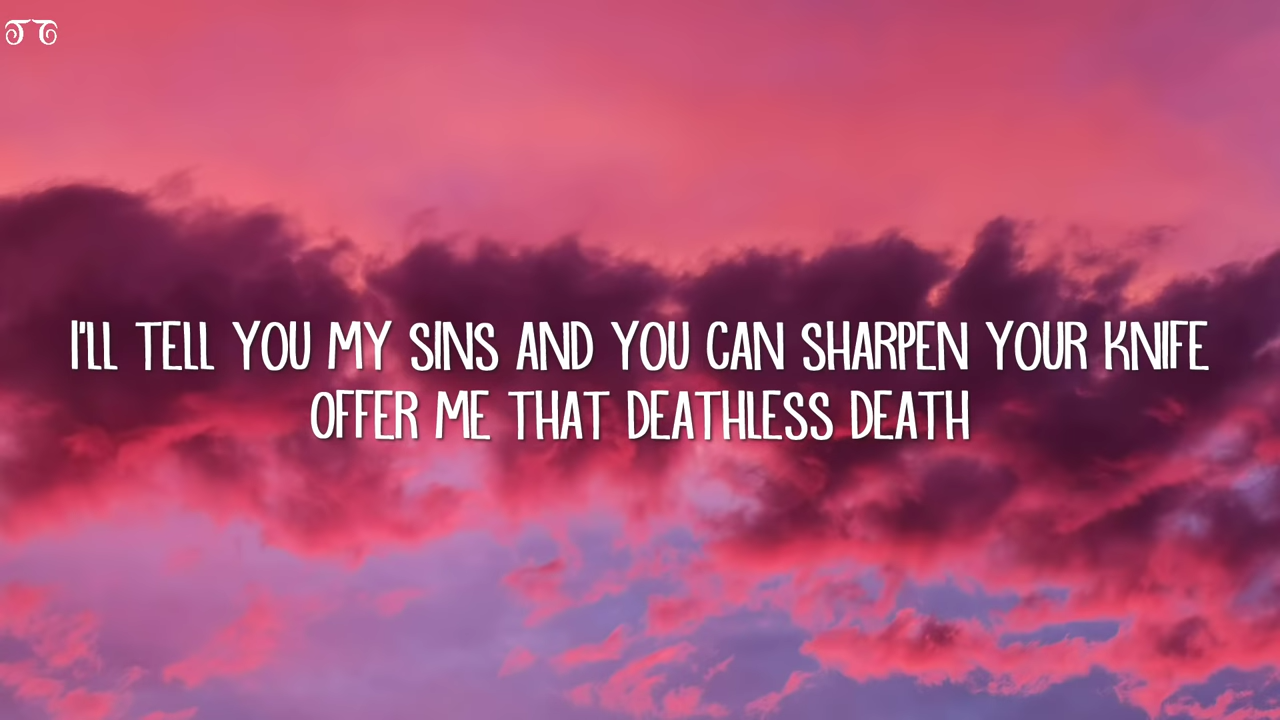 I'LL TELL YOU MY SINS AND YOU CAN SHARPEN YOUR KNIFE
OFFER ME THAT DEATHLESS DEATH